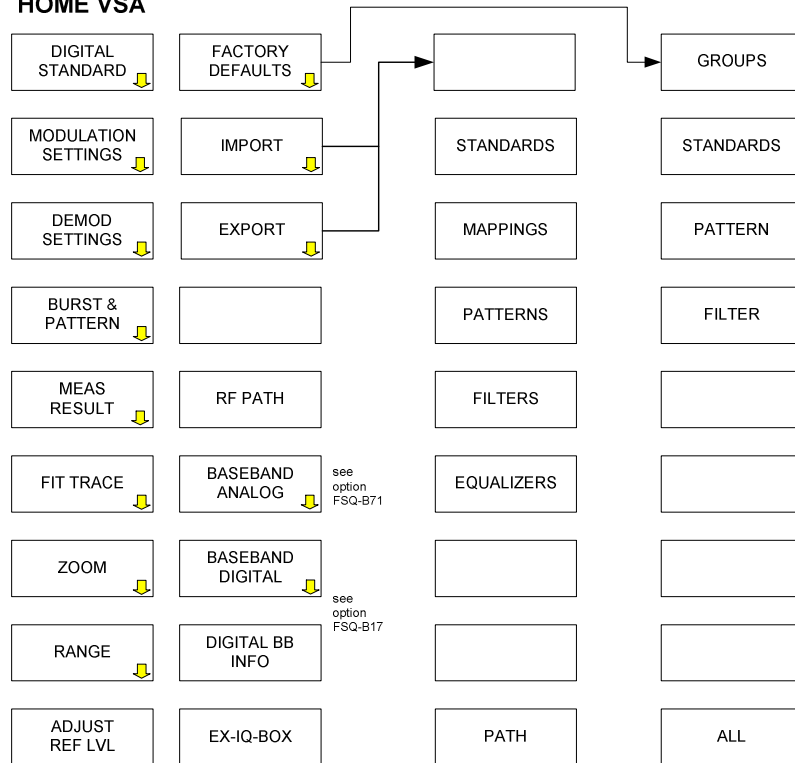 HOME VSA
DIGITAL
STANDARD
MODULATION
SETTINGS
DEMOD
SETTINGS
BURST &
PATTERN
MEAS
RESULT
FIT TRACE
ZOOM
RANGE
ADJUST
REF LVL
FACTORY
DEFAULTS
IMPORT
EXPORT
RF PATH
BASEBAND
ANALOG
see
option
FSQ-B71
BASEBAND
DIGITAL
see
option
FSQ-B17
DIGITAL BB
INFO
EX-IQ-BOX
STANDARDS
MAPPINGS
PATTERNS
FILTERS
EQUALIZERS
PATH
GROUPS
STANDARDS
PATTERN
FILTER
ALL